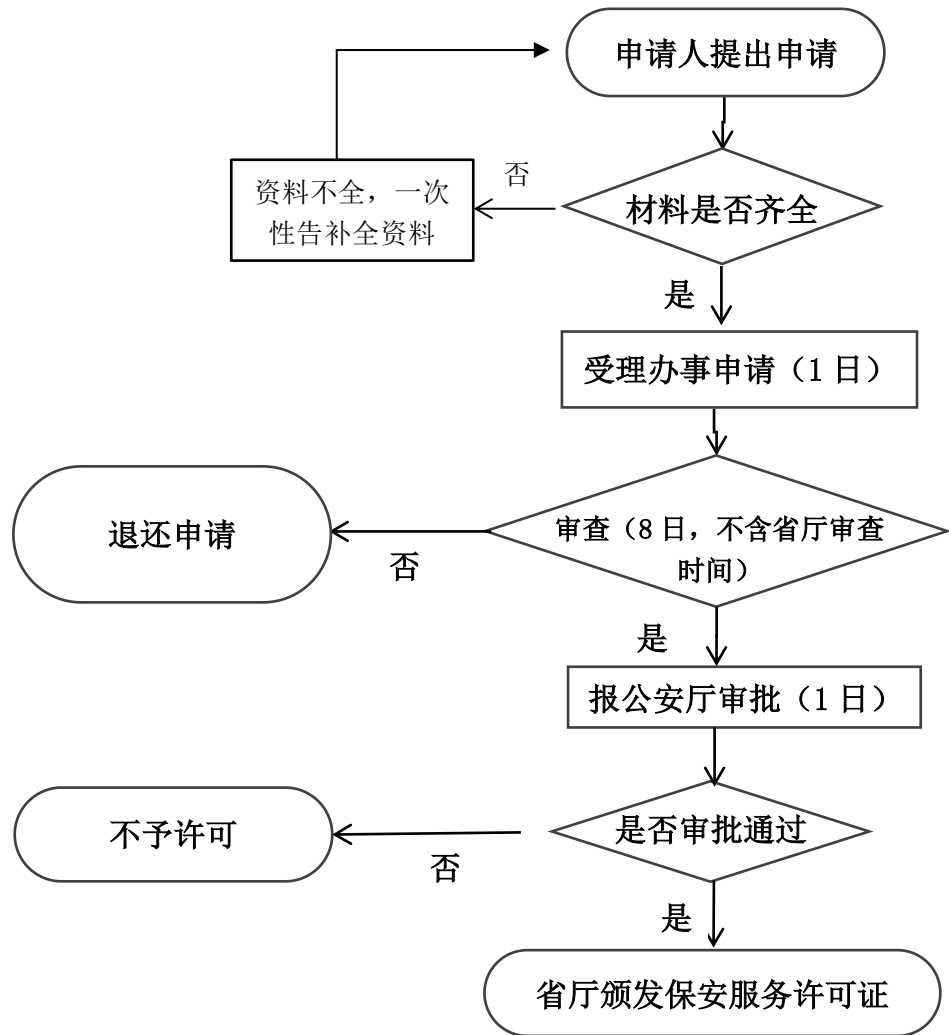 申请人提出申请
否
资料不全，一次
性告补全资料
材料是否齐全
是
受理办事申请（1 日）
审查（8 日，不含省厅审查
时间）
退还申请
否
是
报公安厅审批（1 日）
是否审批通过
不予许可
否
是
省厅颁发保安服务许可证